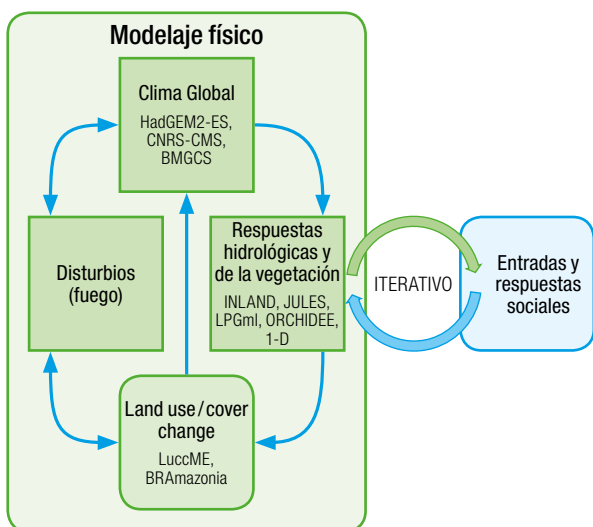 Modelaje físico
Clima Global
HadGEM2-ES,
CNRS-CMS,
BMGCS
Disturbios
(fuego)
Respuestas
hidrológicas y
de la vegetación
INLAND, JULES,
LPGml, ORCHIDEE,
1-D
ITERATIVO
Entradas y
respuestas
sociales
Land use/cover
change
LuccME,
BRAmazonia